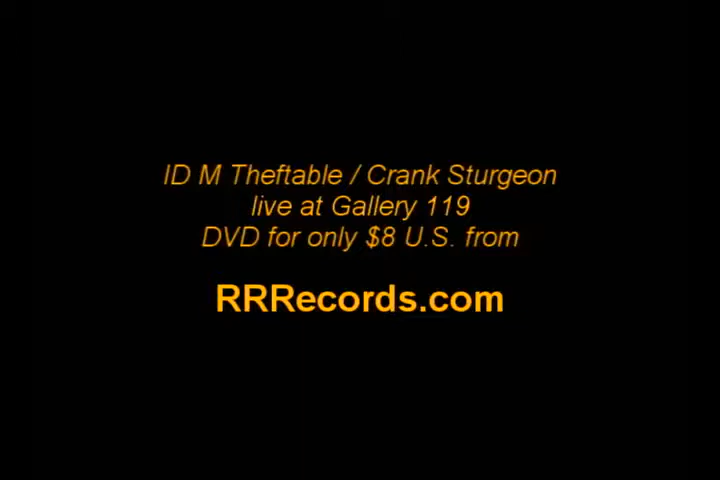 ID M Theftable / Crank Sturgeon
live at Gallery 119
DVD for only $8 U.S. from
RRRecords.com